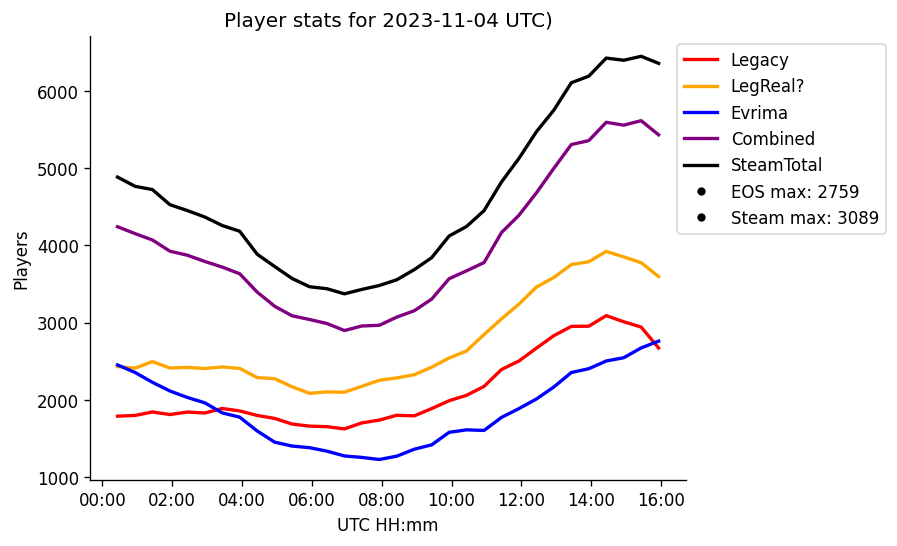 Player stats for 2023-11-04 UTC)
Legacy
LegReal?
Evrima
Combined
SteamTotal
EOS max: 2759
Steam max: 3089
Players
6000
5000
4000
3000
2000
1000
00:00 02:00 04:00 06:00 08:00 10:00 12:00 14:00 16:00
UTC HH:mm